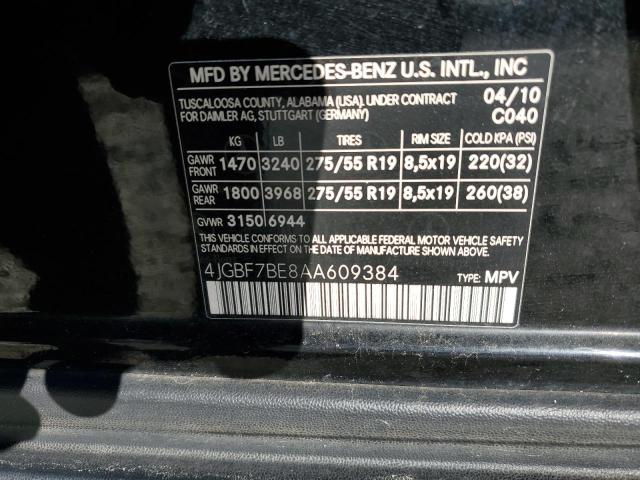 MFD BY MERCEDES-BENZ U.S. INTL., INC
TUSCALOOSA COUNTY, ALABAMA (USA). UNDER CONTRACT 04/10
FOR DAIMLER AG, STUTTGART (GERMANY) C040
KG LB TIRES RIM SIZE COLD KPA (PSI)
GAWR FRONT 1470 3240 275/55 R19 8,5x19 220(32)
GAWR REAR 1800 3968 275/55 R19 8,5x19 260(38)
GVWR 3150 6944
THIS VEHICLE CONFORMS TO ALL APPLICABLE FEDERAL MOTOR VEHICLE SAFETY
STANDARDS IN EFFECT ON THE DATE OF MANUFACTURE SHOWN ABOVE.
4JGBF7BE8AA609384 TYPE: MPV